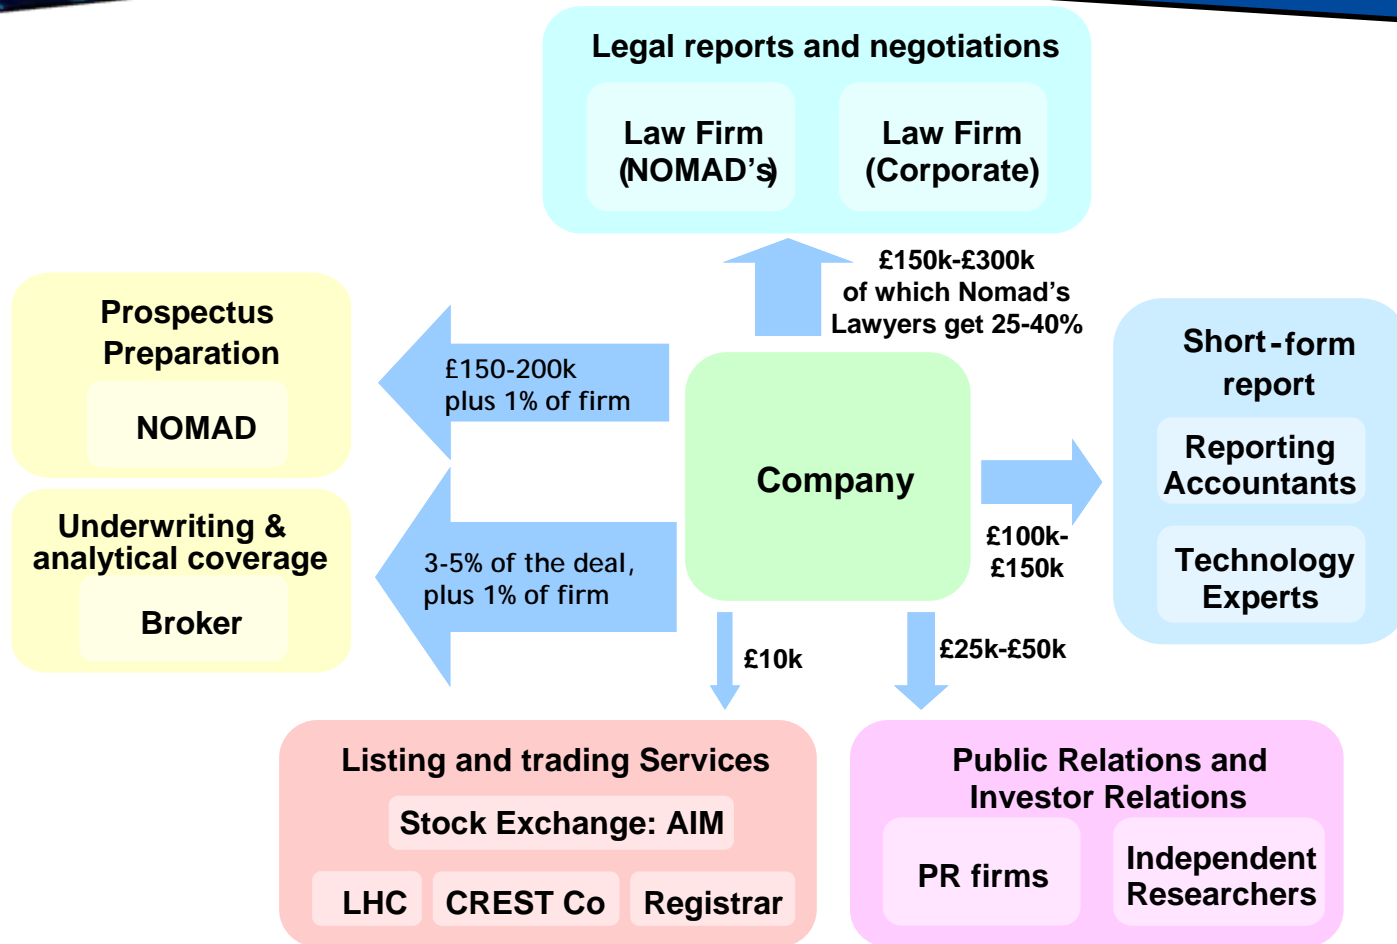 Legal reports and negotiations
Law Firm
(NOMAD's)
Law Firm
(Corporate)
£150k-£300k
of which Nomad's
Lawyers get 25-40%
Prospectus
Preparation
NOMAD
£150-200k
plus 1% of firm
Short-form
report
Reporting
Accountants
Technology
Experts
Company
£100k-
£150k
Underwriting &
analytical coverage
Broker
3-5% of the deal,
plus 1% of firm
£10k
£25k-£50k
Listing and trading Services
Stock Exchange: AIM
LHC
CREST Co
Registrar
Public Relations and
Investor Relations
PR firms
Independent
Researchers